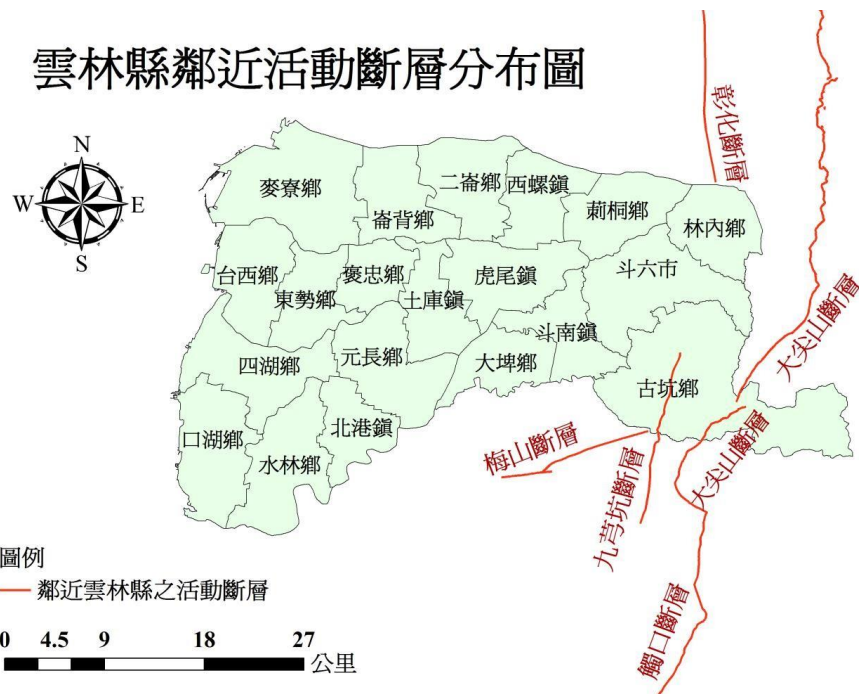 雲林縣鄰近活動斷層分布圖
N
W
E
S
彰化斷層
麥寮鄉
崙背鄉
二崙鄉
西螺鎮
莿桐鄉
林內鄉
台西鄉
東勢鄉
褒忠鄉
土庫鎮
虎尾鎮
斗六市
斗南鎮
大尖山斷層
四湖鄉
元長鄉
大埤鄉
古坑鄉
口湖鄉
水林鄉
北港鎮
梅山斷層
九芎坑斷層
大尖山斷層
觸口斷層
圖例
鄰近雲林縣之活動斷層
0 4.5 9 18 27
公里